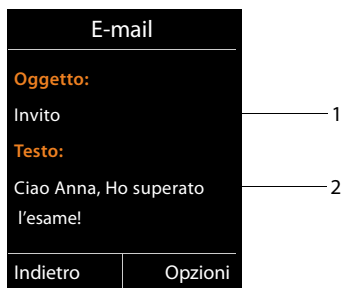 E-mail
Oggetto:
Invito
1
Testo:
Ciao Anna, Ho superato
2
l'esame!
Indietro
Opzioni